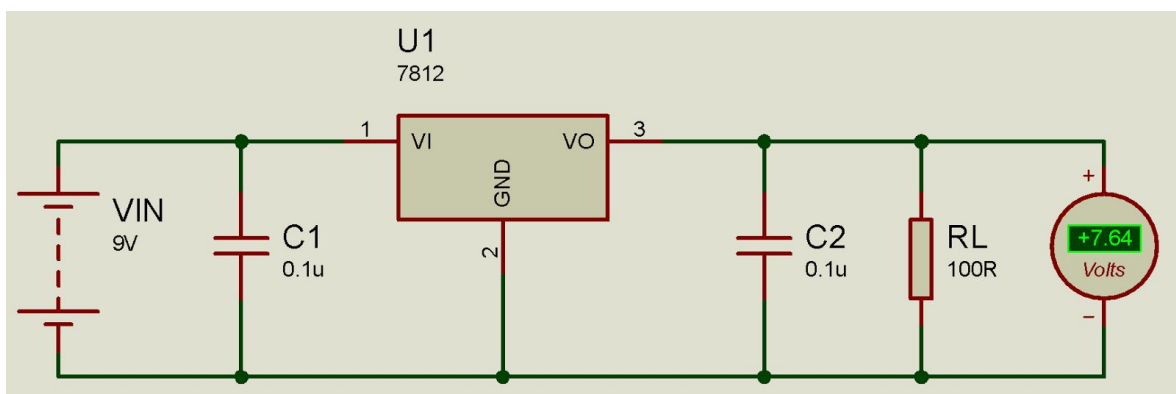 U1
7812
1
VI
VO
3
GND
2
VIN
9V
C1
0.1u
C2
0.1u
RL
100R
+
+7.64
Volts
−